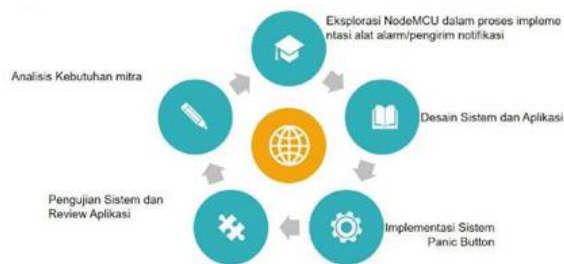 Eksplorasi NodeMCU dalam proses impleme
ntasi alat alarm/pengirim notifikasi
Analisis Kebutuhan mitra
Desain Sistem dan Aplikasi
Pengujian Sistem dan
Review Aplikasi
Implementasi Sistem
Panic Button